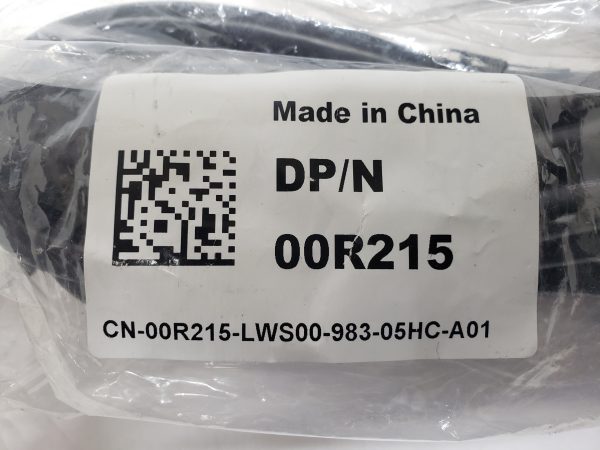 Made in China
DP/N
00R215
CN-00R215-LWS00-983-05HC-A01